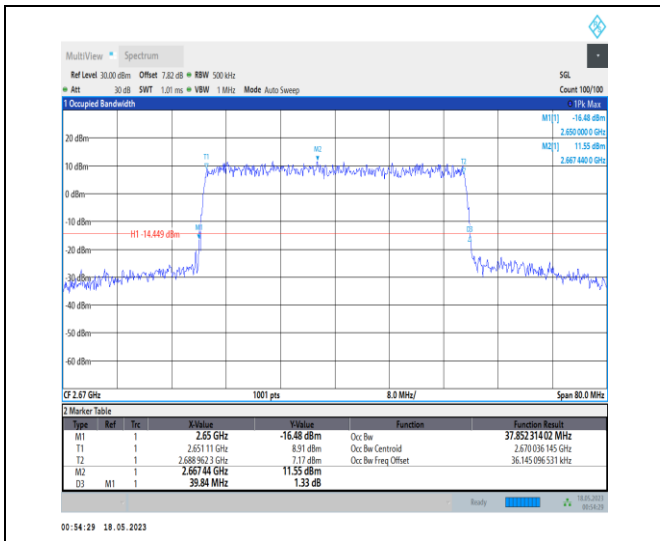 MultiView Spectrum
Ref Level 30.00 dBm Offset 7.82 dB RBW 500 kHz SGL
Att 30 dB SWT 1.01 ms VBW 1 MHz Mode Auto Sweep Count 100/100
1 Occupied Bandwidth 1Pk Max
M1[1] -16.48 dBm
2.650 000 0 GHz
M2[1] 11.55 dBm
2.667 440 0 GHz
20 dBm
M2
T1
T2
10 dBm
0 dBm
-10 dBm
M1
D3
H1 -14.449 dBm
-20 dBm
-30 dBm
-40 dBm
-50 dBm
-60 dBm
CF 2.67 GHz 1001 pts 8.0 MHz/ Span 80.0 MHz
2 Marker Table
Type Ref Trc X-Value Y-Value Function Function Result
M1 1 2.65 GHz -16.48 dBm Occ Bw 37.852 314 02 MHz
T1 1 2.651 11 GHz 8.91 dBm Occ Bw Centroid 2.670 036 145 GHz
T2 1 2.688 962 3 GHz 7.17 dBm Occ Bw Freq Offset 36.145 096 531 kHz
M2 1 2.667 44 GHz 11.55 dBm
D3 M1 1 39.84 MHz 1.33 dB
Ready 18.05.2023
00:54:29
00:54:29 18.05.2023